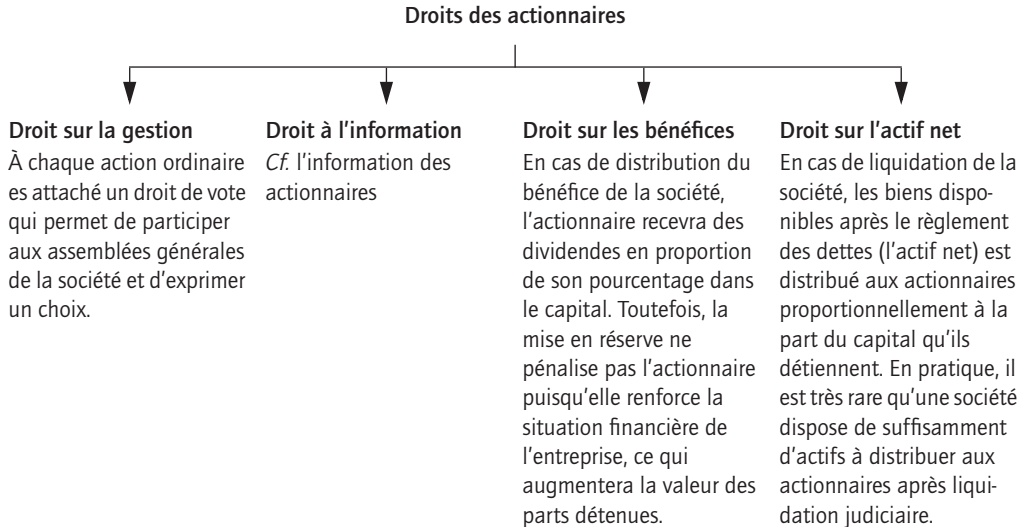 Droits des actionnaires
Droit sur la gestion
À chaque action ordinaire
es attaché un droit de vote
qui permet de participer
aux assemblées générales
de la société et d'exprimer
un choix.
Droit à l'information
Cf. l'information des
actionnaires
Droit sur les bénéfices
En cas de distribution du
bénéfice de la société,
l'actionnaire recevra des
dividendes en proportion
de son pourcentage dans
le capital. Toutefois, la
mise en réserve ne
pénalise pas l'actionnaire
puisqu'elle renforce la
situation financière de
l'entreprise, ce qui
augmentera la valeur des
parts détenues.
Droit sur l'actif net
En cas de liquidation de la
société, les biens dispo-
nibles après le règlement
des dettes (l'actif net) est
distribué aux actionnaires
proportionnellement à la
part du capital qu'ils
détiennent. En pratique, il
est très rare qu'une société
dispose de suffisamment
d'actifs à distribuer aux
actionnaires après liqui-
dation judiciaire.